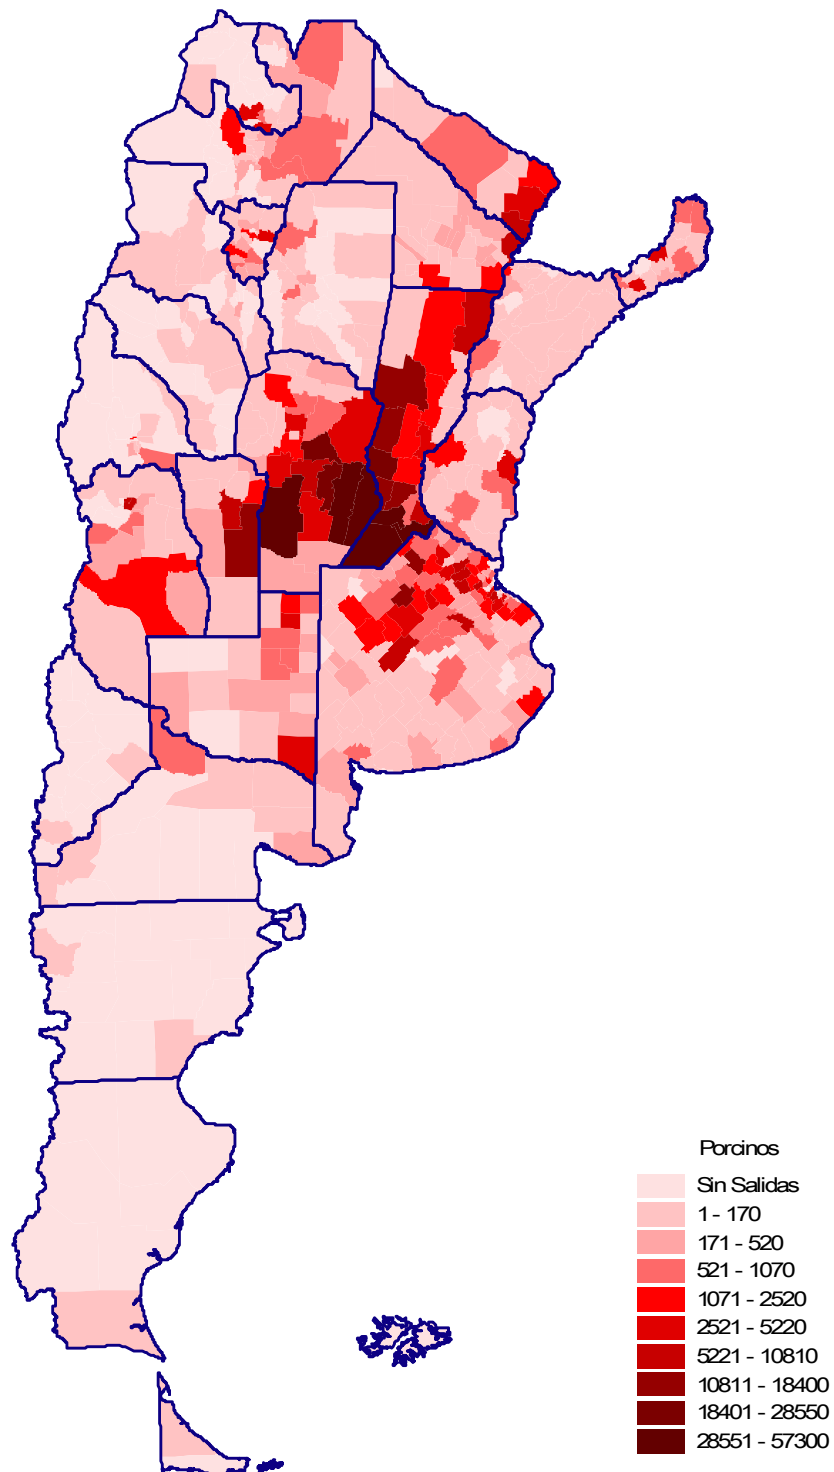 Porcinos
Sin Salidas
1 - 170
171 - 520
521 - 1070
1071 - 2520
2521 - 5220
5221 - 10810
10811 - 18400
18401 - 28550
28551 - 57300